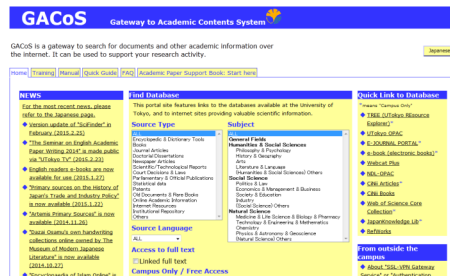 GACoS Gateway to Academic Contents System
GACoS is a gateway to search for documents and other academic information over
the internet. It can be used to support your research activity.
Japanese
Home Training Manual Quick Guide FAQ Academic Paper Support Book: Start here
NEWS
For the most recent news, please
refer to the Japanese page.
Version update of "SciFinder" in
February (2015.2.25)
"The Seminar on English Academic
Paper Writing 2014" is made public
via "UTokyo TV" (2015.2.23)
English readers e-books are now
available for use (2015.1.27)
"Primary sources on the History of
Japan's Trade and Industry Policy"
is now available (2015.1.22)
"Artemis Primary Sources" is now
available (2014.11.26)
"Gazai Osatu's own handwriting
collections online owned by The
Museum of Modern Japanese
Literature" is now available
(2014.10.27)
"Encyclopedia of Islam Online" is
Find Database
This portal site features links to the databases available at the University of
Tokyo, and to internet sites providing valuable scientific information.
Source Type
ALL
Encyclopedic & Dictionary Tools
Books
Journal Articles
Doctorial Dissertations
Newspaper Articles
Scientific/Technological Reports
Court Decisions & Laws
Parliamentary & Official Publications
Statistical data
Patents
Old Documents & Rare Books
Online Academic Information
Internet Resources
Institutional Repository
Others
Subject
ALL
General Fields
Humanities & Social Sciences
Philosophy & Psychology
History & Geography
Arts
Literature & Language
(Humanities & Social Sciences) Others
Social Science
Politics & Law
Economics & Management & Business
Society & Education
Industry
(Social Science) Others
Natural Science
Medicine & Life Science & Biology & Pharmacy
Technology & Engineering & Mathematics
Chemistry
Physics & Astronomy & Geoscience
(Natural Science) Others
Source Language
ALL
Access to full text
Linked full text
Campus Only / Free Access
Quick Link to Database
*means "Campus Only"
TREE (UTokyo REsource
Explorer)*
UTokyo OPAC
E-JOURNAL PORTAL*
e-book (electronic books)*
Webcat Plus
NDL-OPAC
CiNii Articles*
CiNii Books
Web of Science Core
Collection*
JapanKnowledge Lib*
RefWorks
From outside the
campus
About "SSL-VPN Gateway
Service" or "Authentication